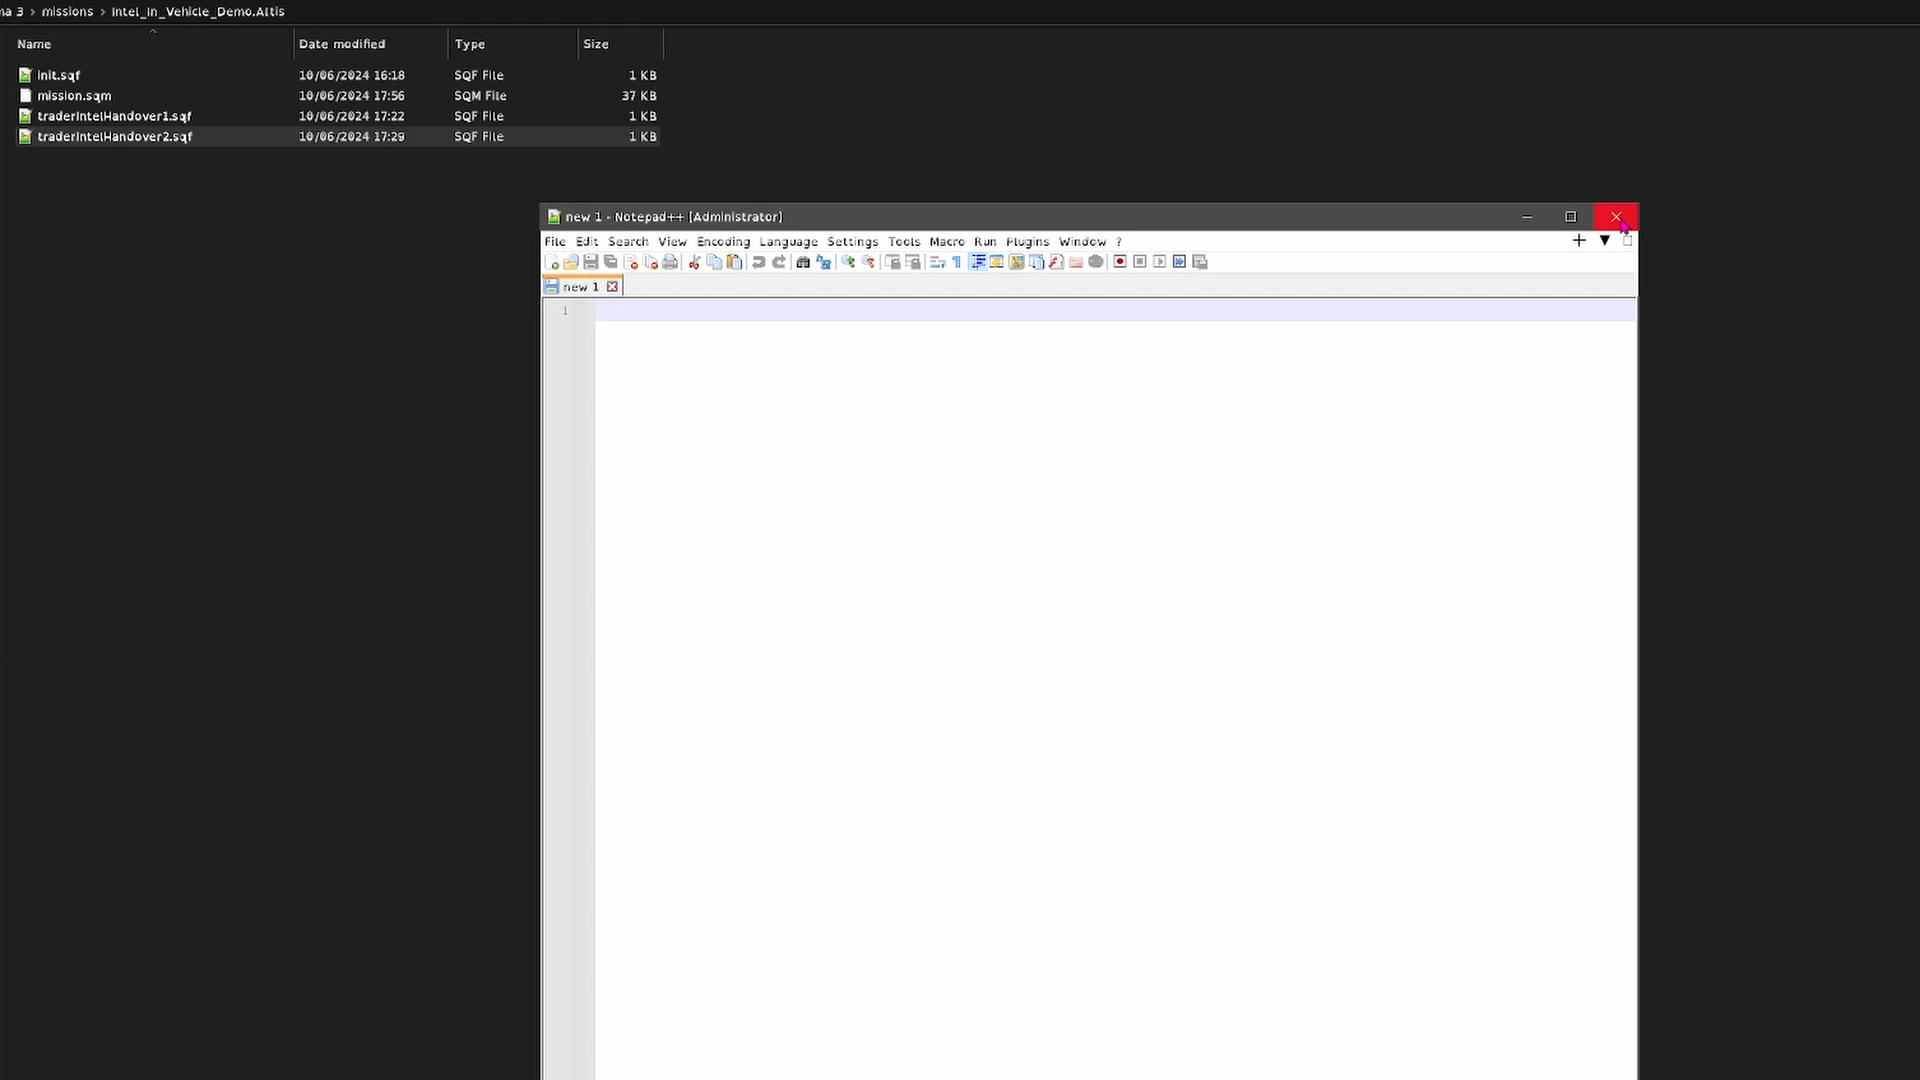 na 3 > missions > Intel_In_Vehicle_Demo.Altis
Name Date modified Type Size
init.sqf 10/06/2024 16:18 SQF File 1 KB
mission.sqm 10/06/2024 17:56 SQM File 37 KB
traderIntelHandover1.sqf 10/06/2024 17:22 SQF File 1 KB
traderIntelHandover2.sqf 10/06/2024 17:29 SQF File 1 KB
new 1 - Notepad++ [Administrator]
File Edit Search View Encoding Language Settings Tools Macro Run Plugins Window ?
new 1
1